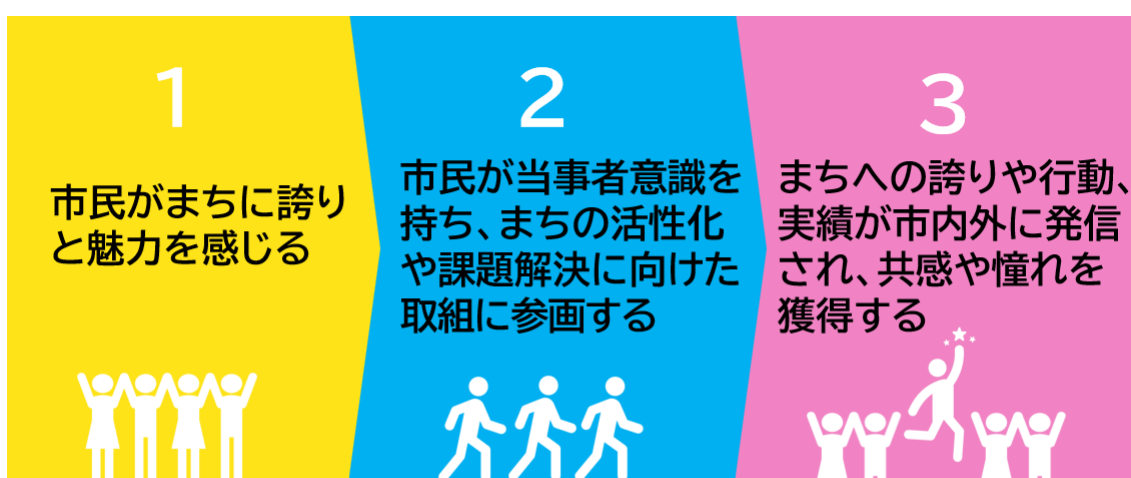 1
市民がまちに誇り
と魅力を感じる
2
市民が当事者意識を
持ち、まちの活性化
や課題解決に向けた
取組に参画する
3
まちへの誇りや行動、
実績が市内外に発信
され、共感や憧れを
獲得する